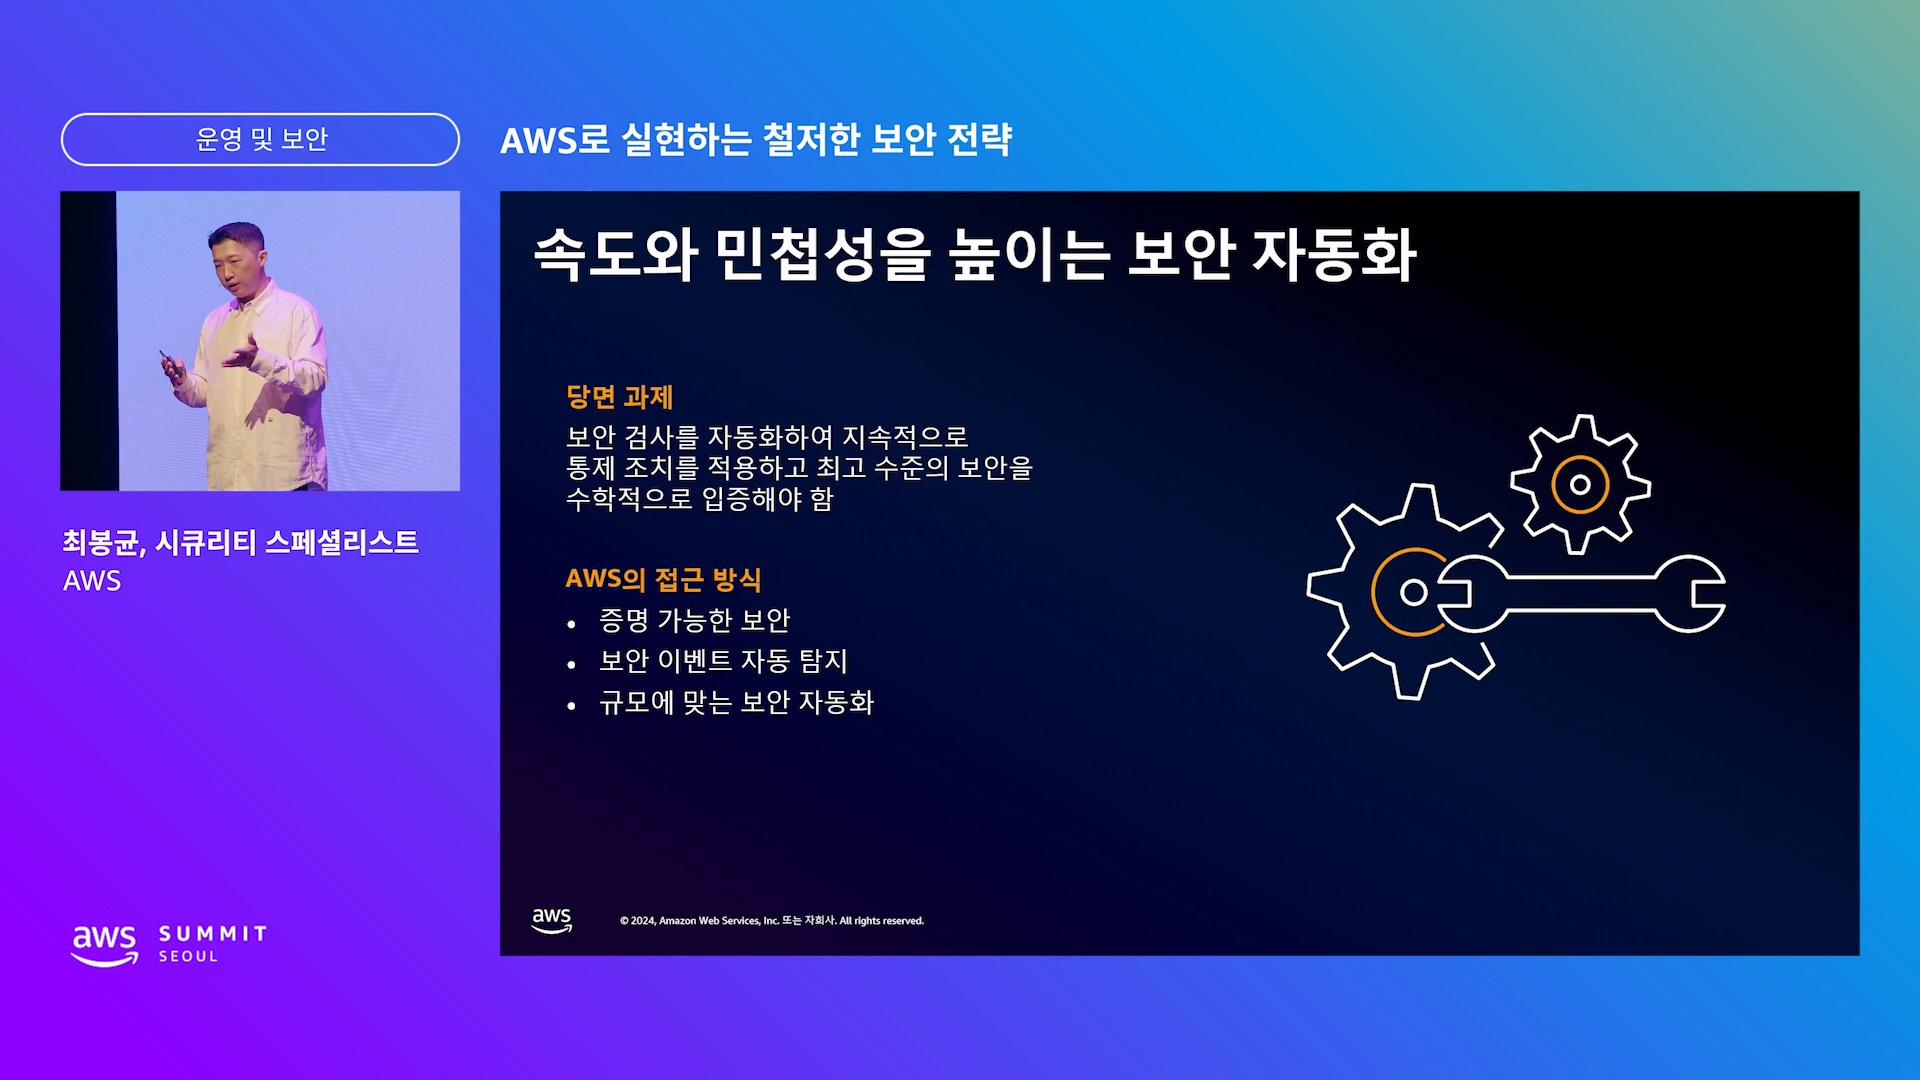 운영 및 보안
AWS로 실현하는 철저한 보안 전략
최봉균, 시큐리티 스페셜리스트
AWS
속도와 민첩성을 높이는 보안 자동화
당면 과제
보안 검사를 자동화하여 지속적으로
통제 조치를 적용하고 최고 수준의 보안을
수학적으로 입증해야 함
AWS의 접근 방식
• 증명 가능한 보안
• 보안 이벤트 자동 탐지
• 규모에 맞는 보안 자동화
aws
© 2024, Amazon Web Services, Inc. 또는 자회사. All rights reserved.
aws SUMMIT
SEOUL